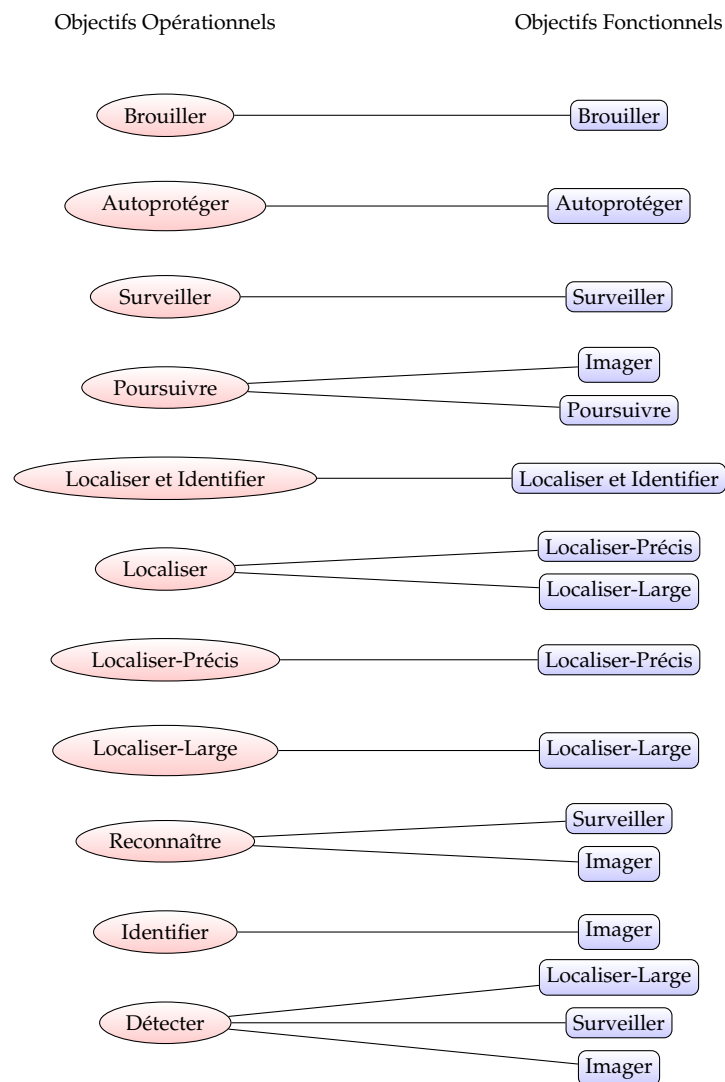 Objectifs Opérationnels Objectifs Fonctionnels
Brouiller Brouiller
Autoprotéger Autoprotéger
Surveiller Surveiller
Imager
Poursuivre
Poursuivre
Localiser et Identifier Localiser et Identifier
Localiser-Précis
Localiser
Localiser-Large
Localiser-Précis Localiser-Précis
Localiser-Large Localiser-Large
Surveiller
Reconnaître
Imager
Identifier Imager
Localiser-Large
Détecter Surveiller
Imager